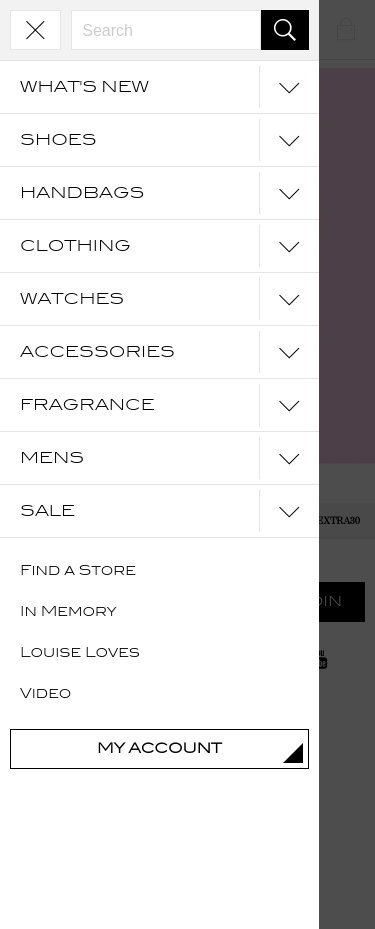 Search
WHAT'S NEW
SHOES
HANDBAGS
CLOTHING
WATCHES
ACCESSORIES
FRAGRANCE
MENS
SALE
EXTRA30
FIND A STORE
IN MEMORY
LOUISE LOVES
VIDEO
MY ACCOUNT